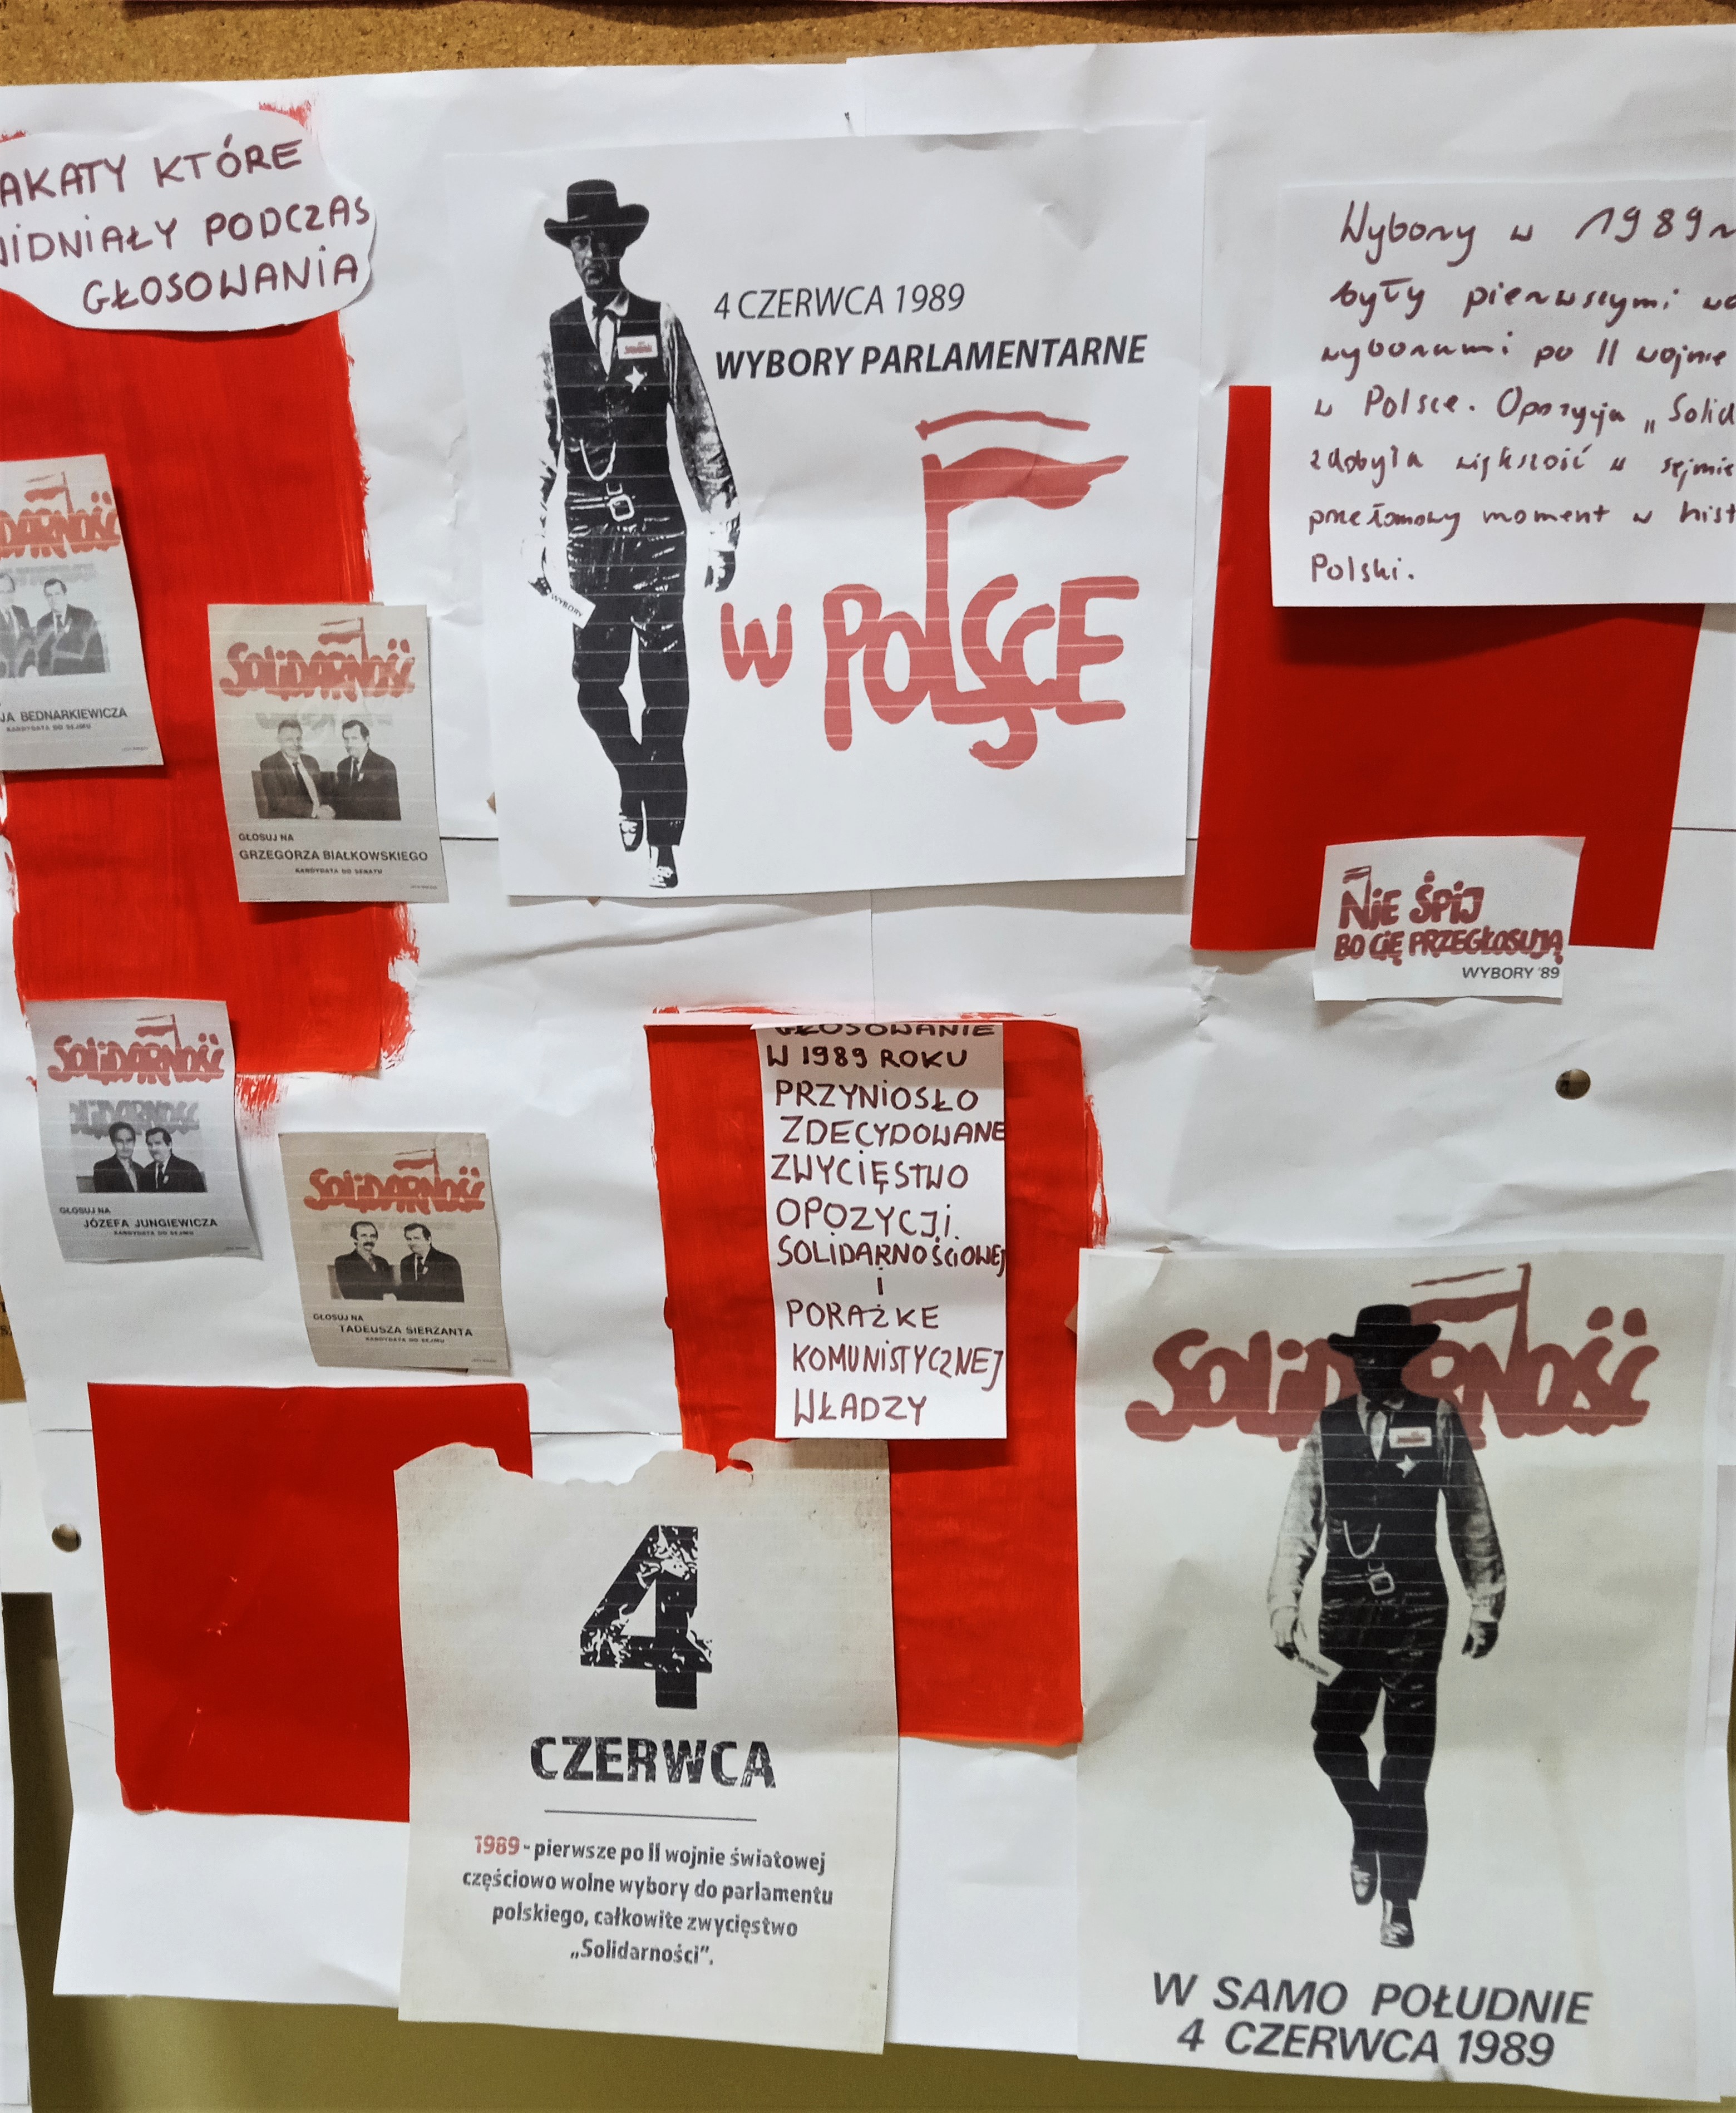 AKATY KTÓRE
WIDNIAŁY PODCZAS
GŁOSOWANIA
4 CZERWCA 1989
WYBORY PARLAMENTARNE
W POLSCE
WYBORY
Wybory w 1989
były pierwszymi
wyborami po II wojnie
w Polsce. Opozycja „Solid
zdobyła większość w sejmie
przełomowy moment w hist
Polski.
DARNOŚĆ
JA BEDNARKIEWICZA
KANDYDATA DO SEJMU
SOLIDARNOŚĆ
GŁOSUJ NA
GRZEGORZA BIAŁKOWSKIEGO
KANDYDATA DO SENATU
NIE ŚPIJ
BO CIĘ PRZEGŁOSUJĄ
WYBORY '89
SOLIDARNOŚĆ
GŁOSUJ NA
JÓZEFA JUNGIEWICZA
KANDYDATA DO SEJMU
SOLIDARNOŚĆ
GŁOSUJ NA
TADEUSZA SIERŻANTA
KANDYDATA DO SEJMU
GŁOSOWANIE
W 1989 ROKU
PRZYNIOSŁO
ZDECYDOWANE
ZWYCIĘSTWO
OPOZYCJI
SOLIDARNOŚCIOWEJ
i
PORAŻKE
KOMUNISTYCZNEJ
WŁADZY
4
CZERWCA
1989 - pierwsze po II wojnie światowej
częściowo wolne wybory do parlamentu
polskiego, całkowite zwycięstwo
„Solidarności”.
SOLIDARNOŚĆ
W SAMO POŁUDNIE
4 CZERWCA 1989